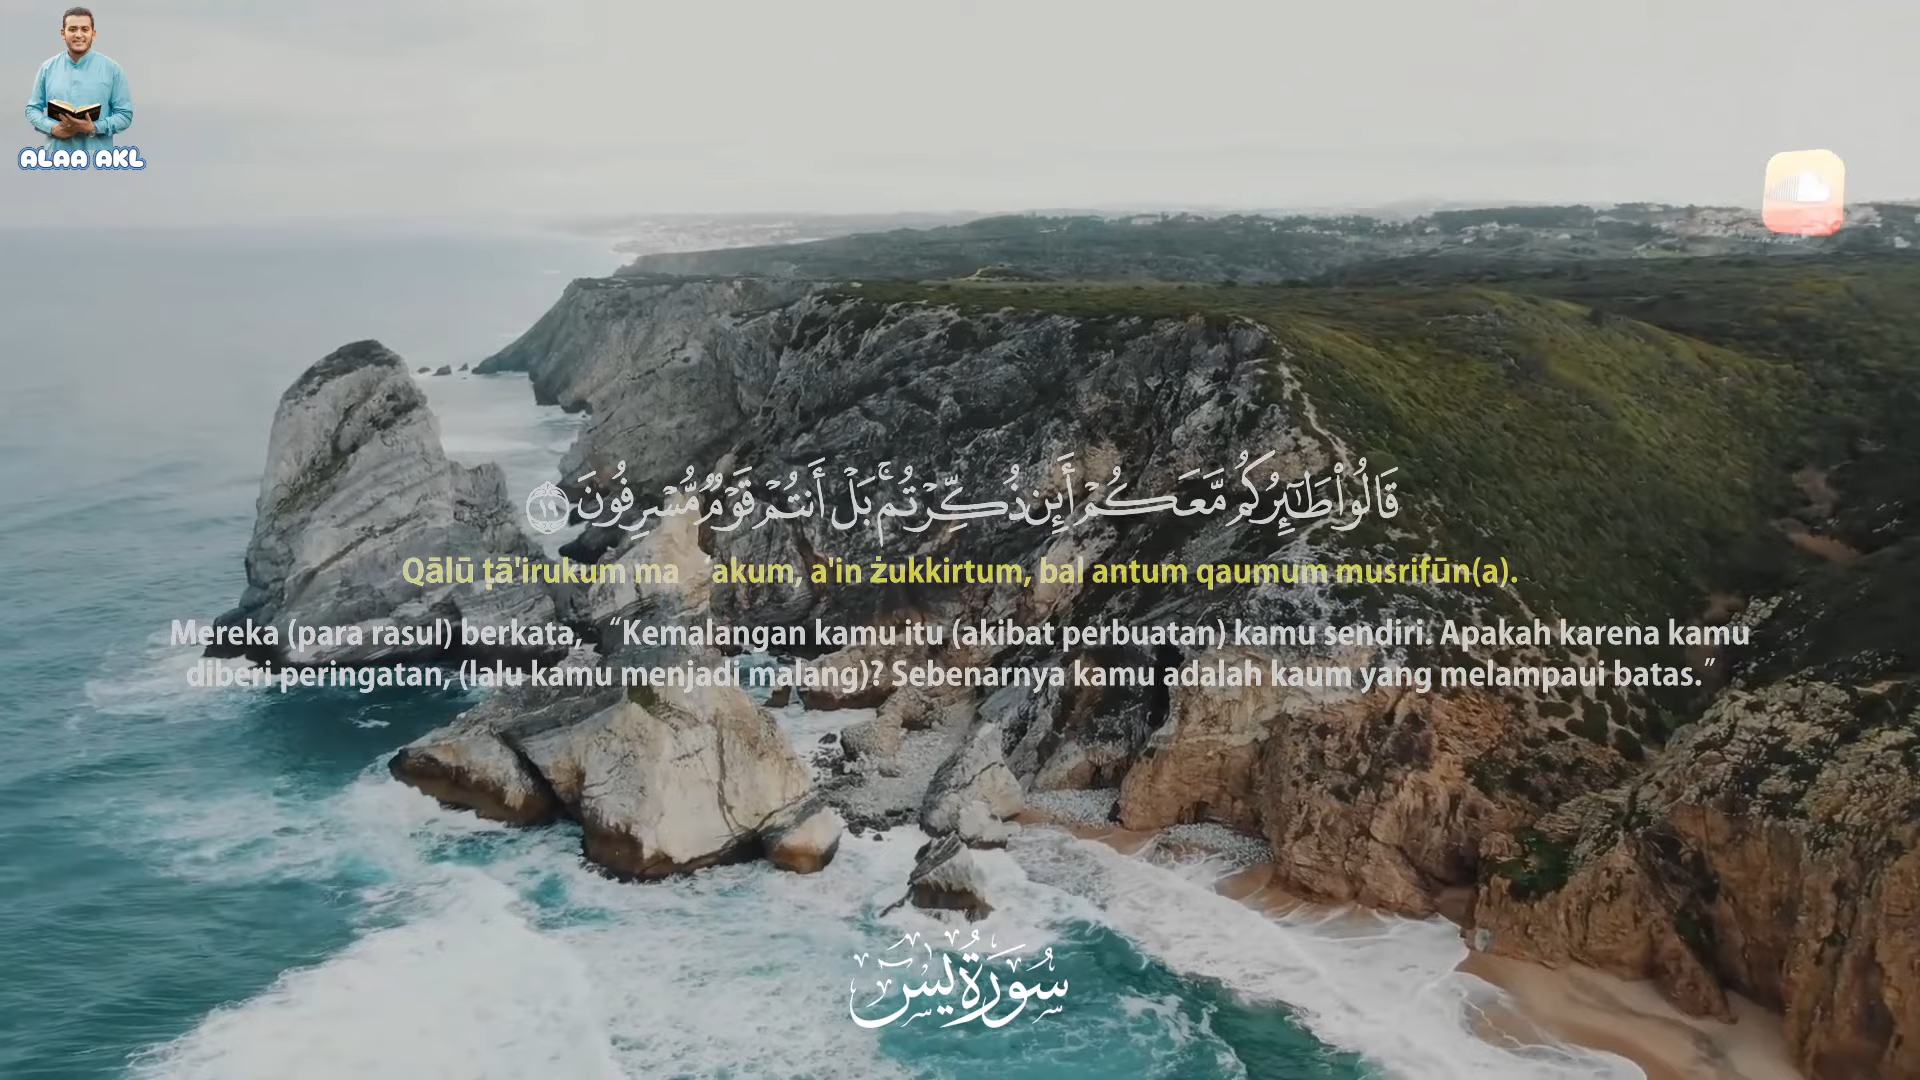 ALAA AKL
قَالُوا۟ طَـٰٓئِرُكُم مَّعَكُمْ أَئِن ذُكِّرْتُم ۚ بَلْ أَنتُمْ قَوْمٌ مُّسْرِفُونَ ١٩
Qālū ṭā'irukum ma‘akum, a'in żukkirtum, bal antum qaumum musrifūn(a).
Mereka (para rasul) berkata, “Kemalangan kamu itu (akibat perbuatan) kamu sendiri. Apakah karena kamu
diberi peringatan, (lalu kamu menjadi malang)? Sebenarnya kamu adalah kaum yang melampaui batas.”
سُورَةُ يسٓ